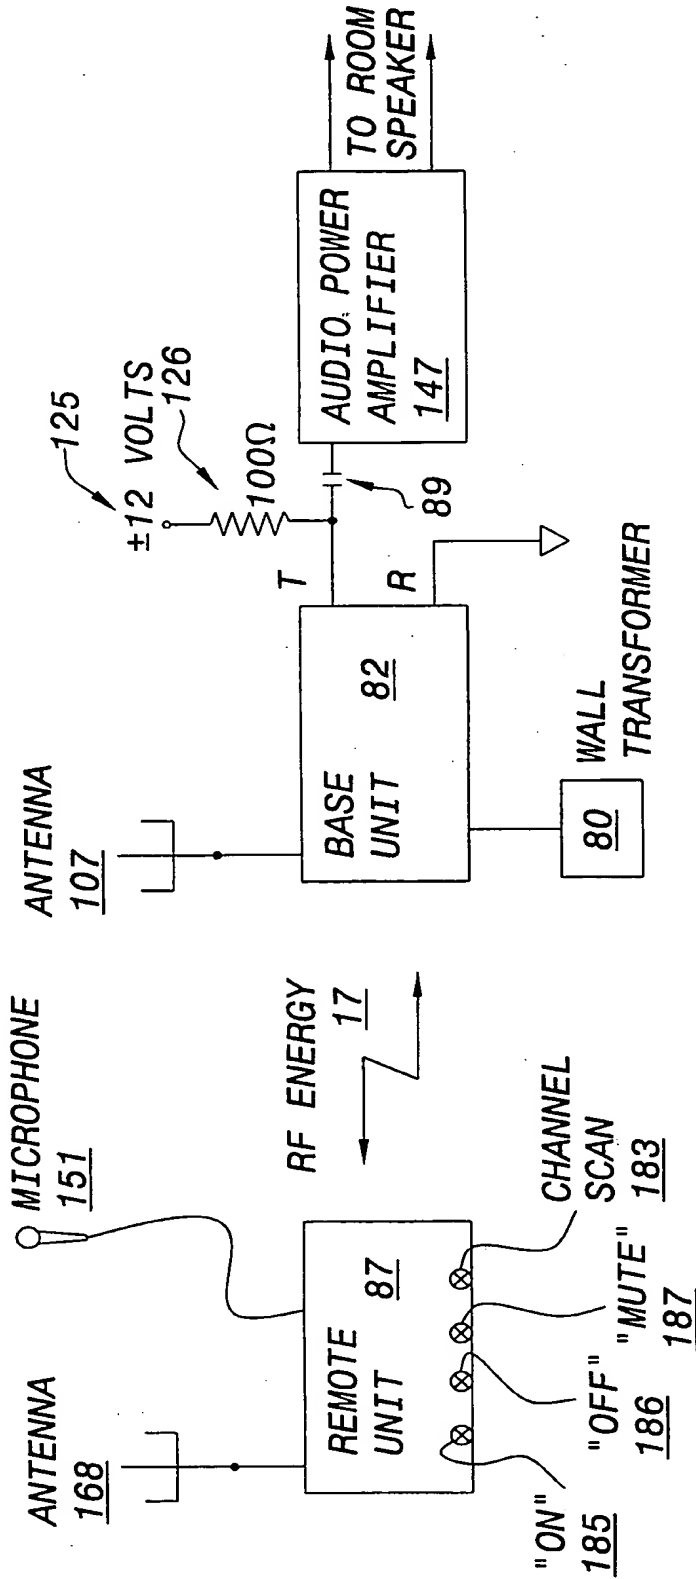 ANTENNA
168
MICROPHONE
151
REMOTE
UNIT
87
"ON"
185
"OFF"
186
"MUTE"
187
CHANNEL
SCAN
183
RF ENERGY
17
ANTENNA
107
BASE
UNIT
82
80
WALL
TRANSFORMER
T
R
125
±12 VOLTS
126
100Ω
89
AUDIO POWER
AMPLIFIER
147
TO ROOM
SPEAKER